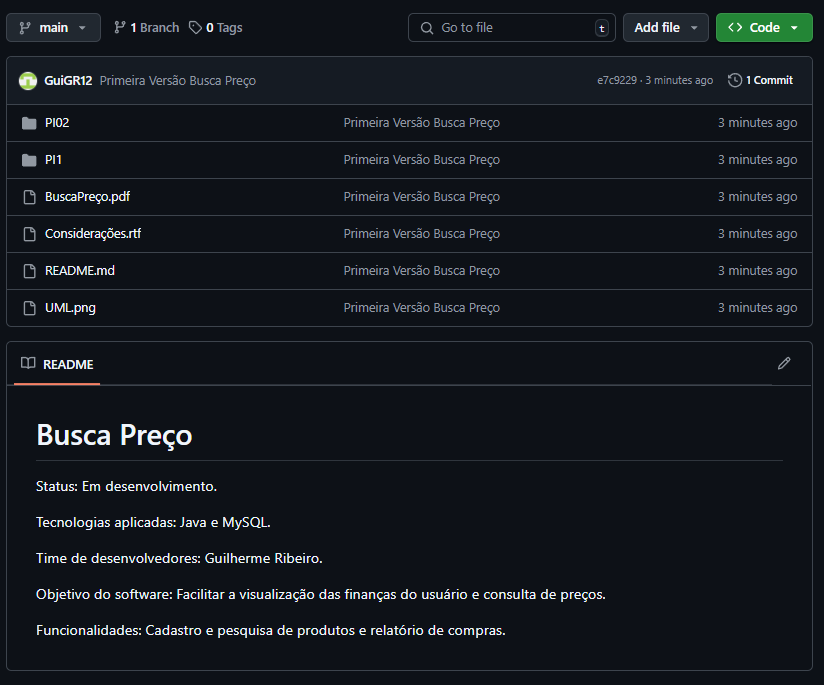 main 1 Branch 0 Tags Go to file t Add file Code
GuiGR12 Primeira Versão Busca Preço e7c9229 · 3 minutes ago 1 Commit
PI02 Primeira Versão Busca Preço 3 minutes ago
PI1 Primeira Versão Busca Preço 3 minutes ago
BuscaPreço.pdf Primeira Versão Busca Preço 3 minutes ago
Considerações.rtf Primeira Versão Busca Preço 3 minutes ago
README.md Primeira Versão Busca Preço 3 minutes ago
UML.png Primeira Versão Busca Preço 3 minutes ago
README
Busca Preço
Status: Em desenvolvimento.
Tecnologias aplicadas: Java e MySQL.
Time de desenvolvedores: Guilherme Ribeiro.
Objetivo do software: Facilitar a visualização das finanças do usuário e consulta de preços.
Funcionalidades: Cadastro e pesquisa de produtos e relatório de compras.